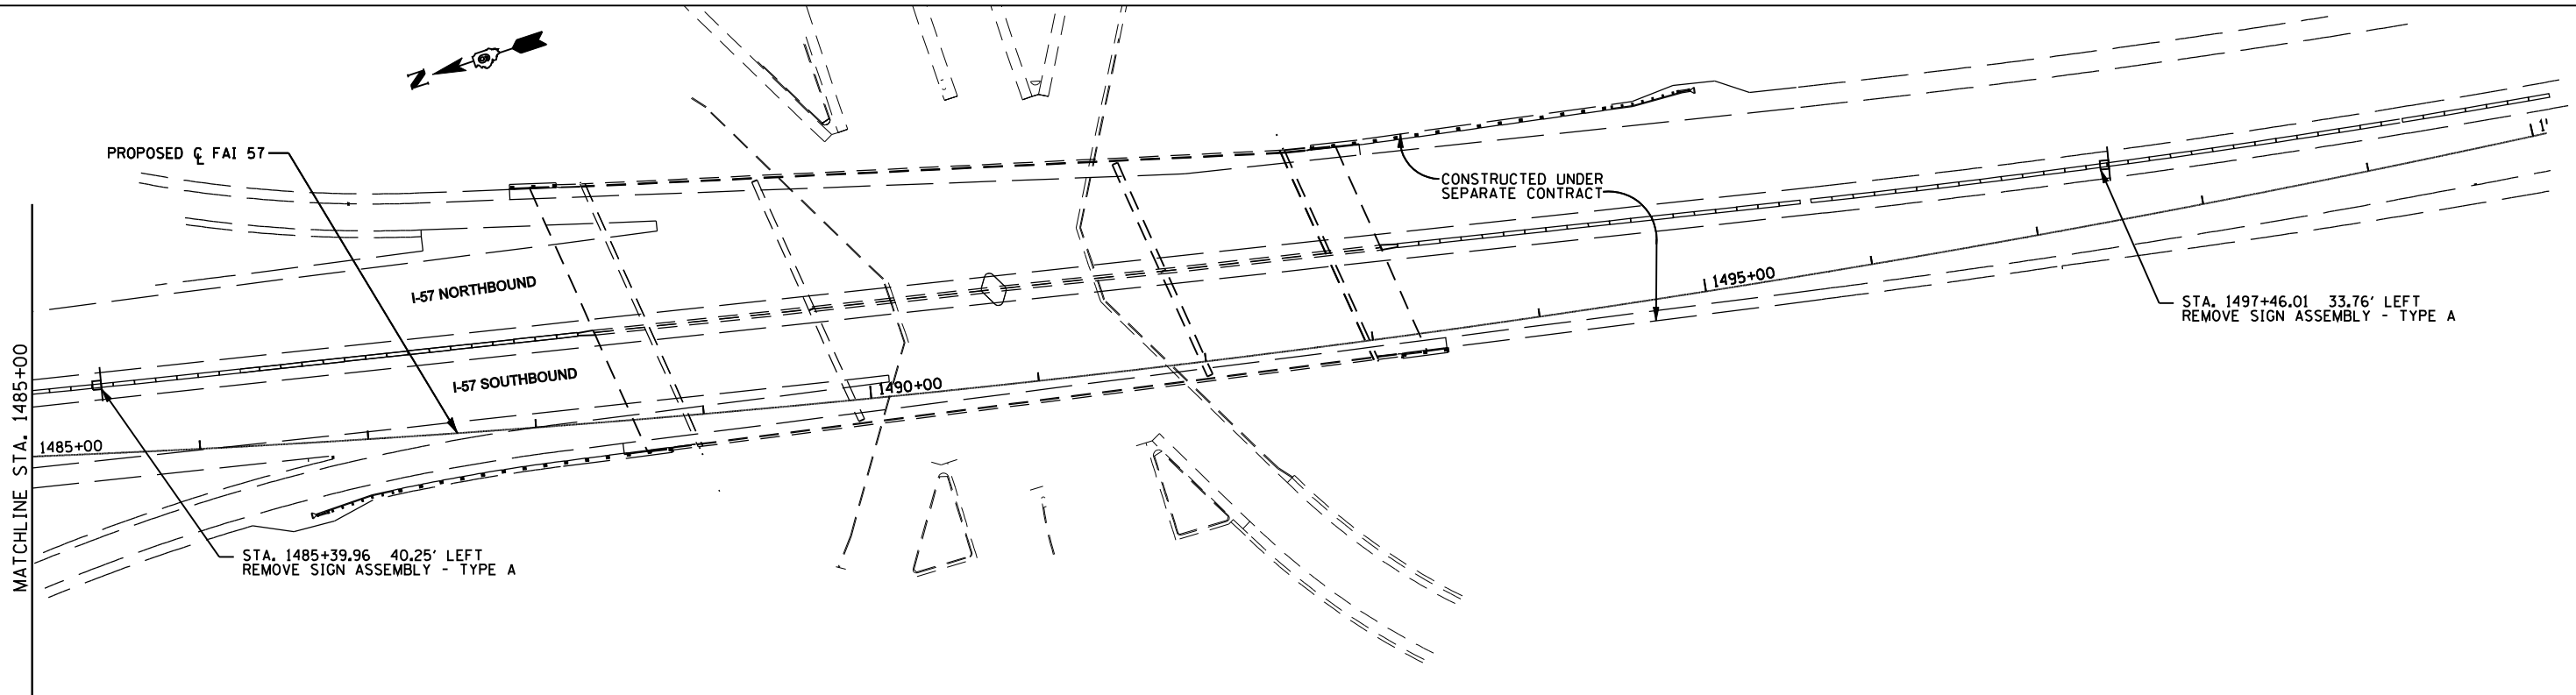 N
PROPOSED ℄ FAI 57
CONSTRUCTED UNDER
SEPARATE CONTRACT
I-57 NORTHBOUND
I-57 SOUTHBOUND
1485+00
1490+00
1495+00
1'
STA. 1497+46.01 33.76' LEFT
REMOVE SIGN ASSEMBLY - TYPE A
STA. 1485+39.96 40.25' LEFT
REMOVE SIGN ASSEMBLY - TYPE A
MATCHLINE STA. 1485+00